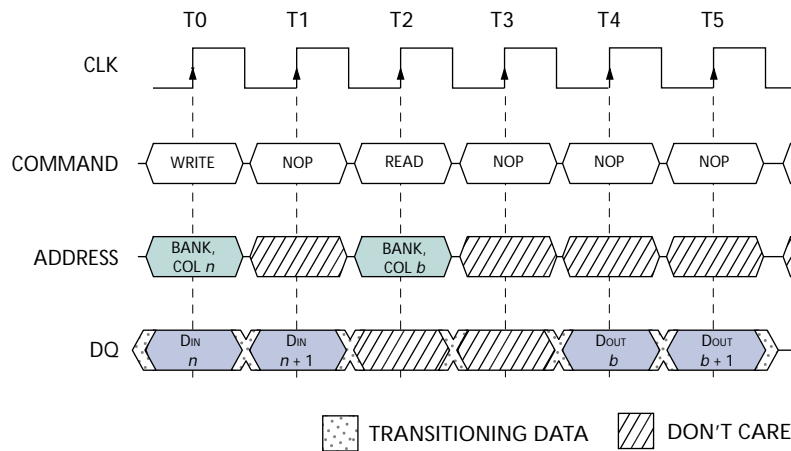 T0 T1 T2 T3 T4 T5
CLK
COMMAND WRITE NOP READ NOP NOP NOP
ADDRESS BANK, COL n BANK, COL b
DQ DIN n DIN n + 1 DOUT b DOUT b + 1
TRANSITIONING DATA DON'T CARE